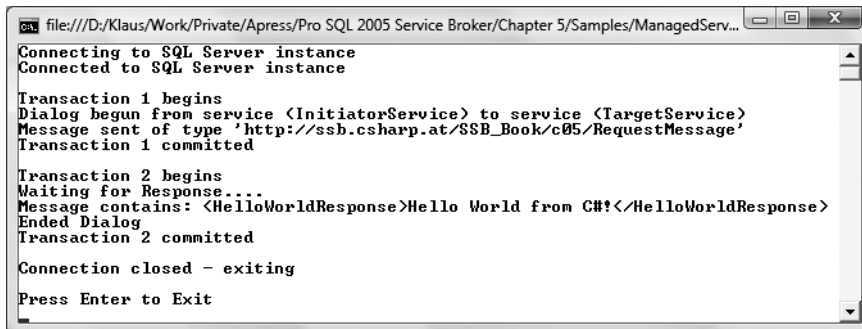 file:///D:/Klaus/Work/Private/Apress/Pro SQL 2005 Service Broker/Chapter 5/Samples/ManagedServ...
Connecting to SQL Server instance
Connected to SQL Server instance
Transaction 1 begins
Dialog begun from service (InitiatorService) to service (TargetService)
Message sent of type 'http://ssb.csharp.at/SSB_Book/c05/RequestMessage'
Transaction 1 committed
Transaction 2 begins
Waiting for Response....
Message contains: <HelloWorldResponse>Hello World from C#!</HelloWorldResponse>
Ended Dialog
Transaction 2 committed
Connection closed - exiting
Press Enter to Exit